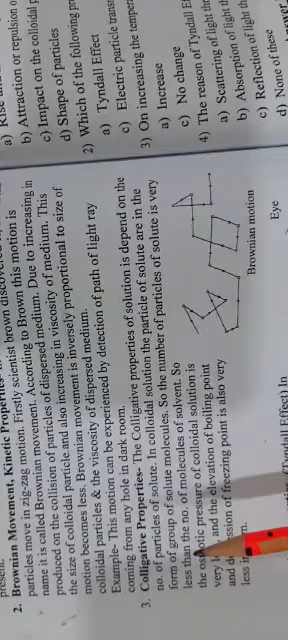 present.
2. Brownian Movement, Kinetic Properties-
particles move in zig-zag motion. Firstly scientist brown discovered
name it is called Brownian movement. According to Brown this motion is
produced on the collision of particles of dispersed medium. Due to increasing in
the size of colloidal particle and also increasing in viscosity of medium. This
motion becomes less. Brownian movement is inversely proportional to size of
colloidal particles & the viscosity of dispersed medium.
Example- This motion can be experienced by detection of path of light ray
coming from any hole in dark room.
3. Colligative Properties- The Colligative properties of solution is depend on the
no. of particles of solute. In colloidal solution the particle of solute are in the
form of group of solute molecules. So the number of particles of solute is very
less than the no. of molecules of solvent. So
the osmotic pressure of colloidal solution is
very and the elevation of boiling point
and of freezing point is also very
less in
Brownian motion
Eye
(Tyndall Effect) In
a) Rise
b) Attraction or repulsion
c) Impact on the colloidal
d) Shape of particles
2) Which of the following
a) Tyndall Effect
c) Electric particle
3) On increasing the
a) Increase
c) No change
4) The reason of Tyndall
a) Scattering of light
b) Absorption of light
c) Reflection of light
d) None of these